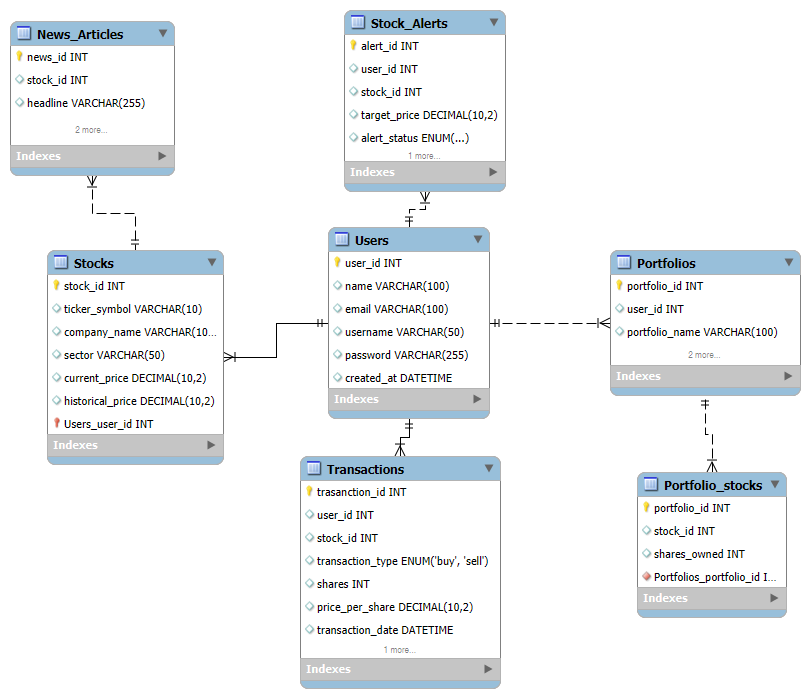 News_Articles
news_id INT
stock_id INT
headline VARCHAR(255)
2 more...
Indexes
Stock_Alerts
alert_id INT
user_id INT
stock_id INT
target_price DECIMAL(10,2)
alert_status ENUM(...)
1 more...
Indexes
Stocks
stock_id INT
ticker_symbol VARCHAR(10)
company_name VARCHAR(10...
sector VARCHAR(50)
current_price DECIMAL(10,2)
historical_price DECIMAL(10,2)
Users_user_id INT
Indexes
Users
user_id INT
name VARCHAR(100)
email VARCHAR(100)
username VARCHAR(50)
password VARCHAR(255)
created_at DATETIME
Indexes
Portfolios
portfolio_id INT
user_id INT
portfolio_name VARCHAR(100)
2 more...
Indexes
Transactions
trasanction_id INT
user_id INT
stock_id INT
transaction_type ENUM('buy', 'sell')
shares INT
price_per_share DECIMAL(10,2)
transaction_date DATETIME
1 more...
Indexes
Portfolio_stocks
portfolio_id INT
stock_id INT
shares_owned INT
Portfolios_portfolio_id I...
Indexes